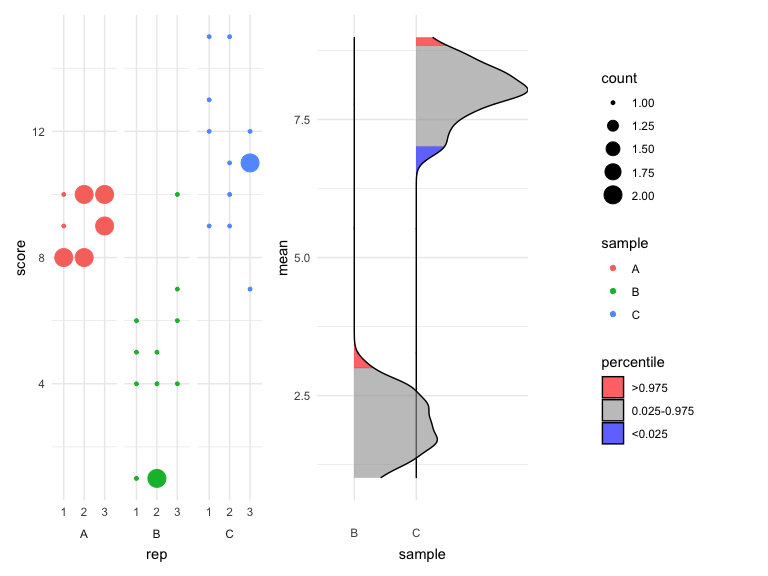 score
12
8
4
1 2 3 1 2 3 1 2 3
A B C
rep
mean
7.5
5.0
2.5
B C
sample
count
1.00
1.25
1.50
1.75
2.00
sample
A
B
C
percentile
>0.975
0.025-0.975
<0.025